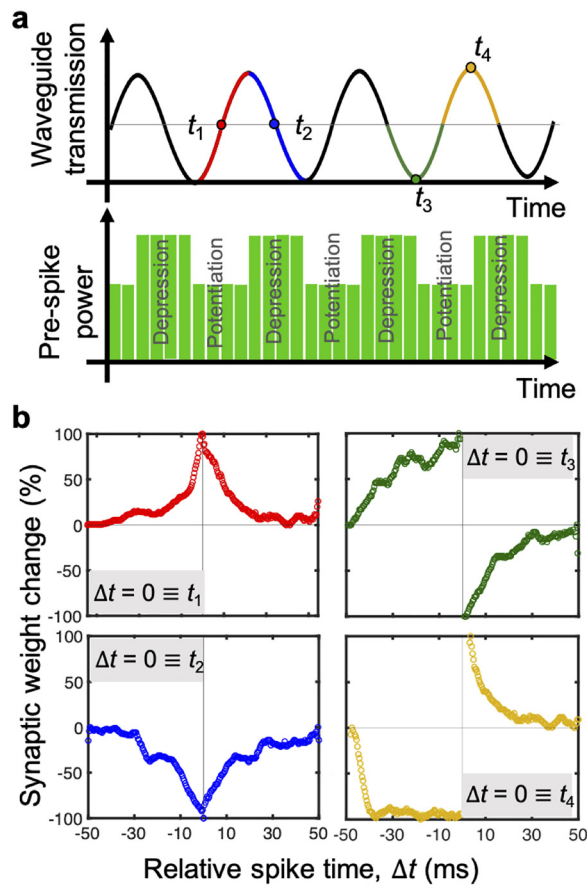 a
Waveguide
transmission
t1
t2
t3
t4
Time
Pre-spike
power
Depression
Potentiation
Depression
Potentiation
Depression
Potentiation
Depression
Time
b
Synaptic weight change (%)
100
50
0
-50
-100
Δt = 0 ≡ t1
Δt = 0 ≡ t3
100
50
0
-50
-100
Δt = 0 ≡ t2
Δt = 0 ≡ t4
-50 -30 -10 10 30 50
-50 -30 -10 10 30 50
Relative spike time, Δt (ms)